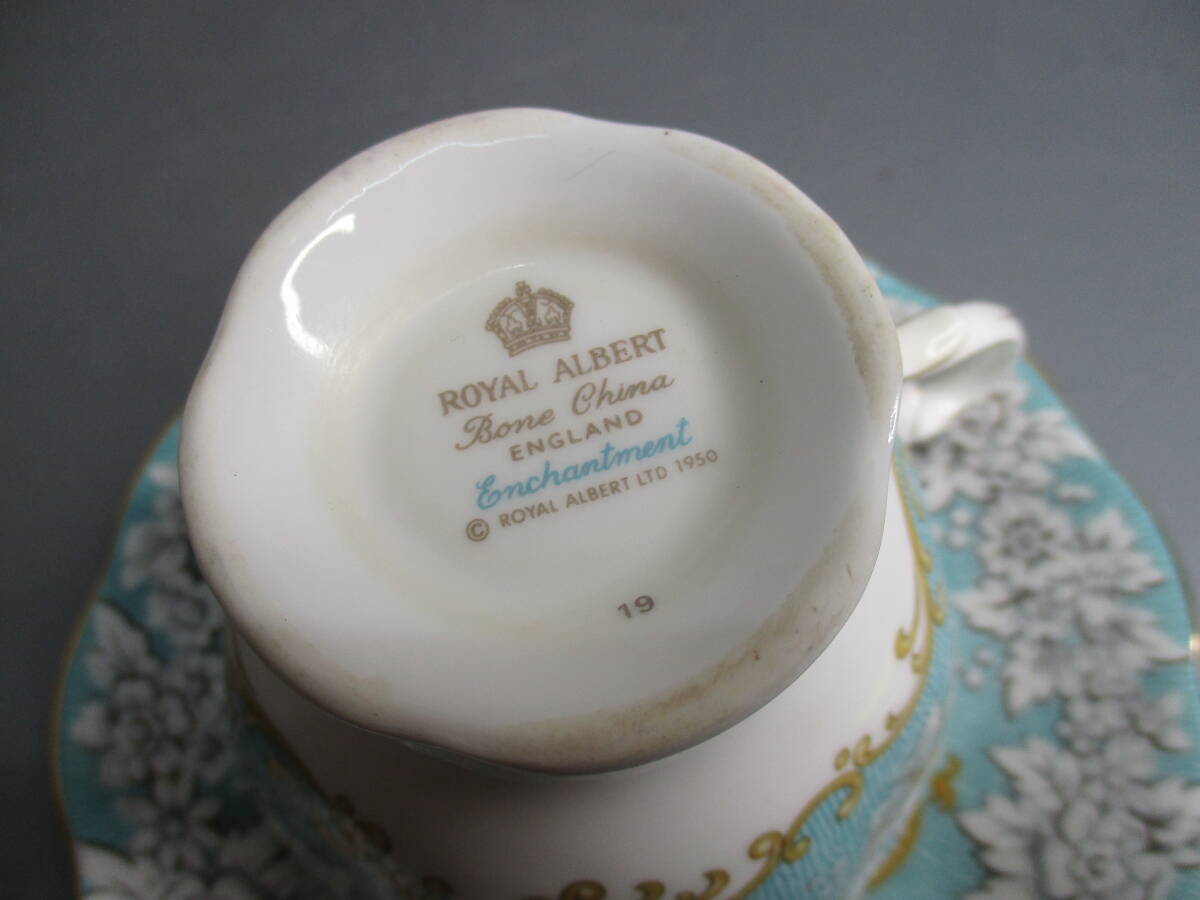 ROYAL ALBERT
Bone China
ENGLAND
Enchantment
© ROYAL ALBERT LTD 1950
19